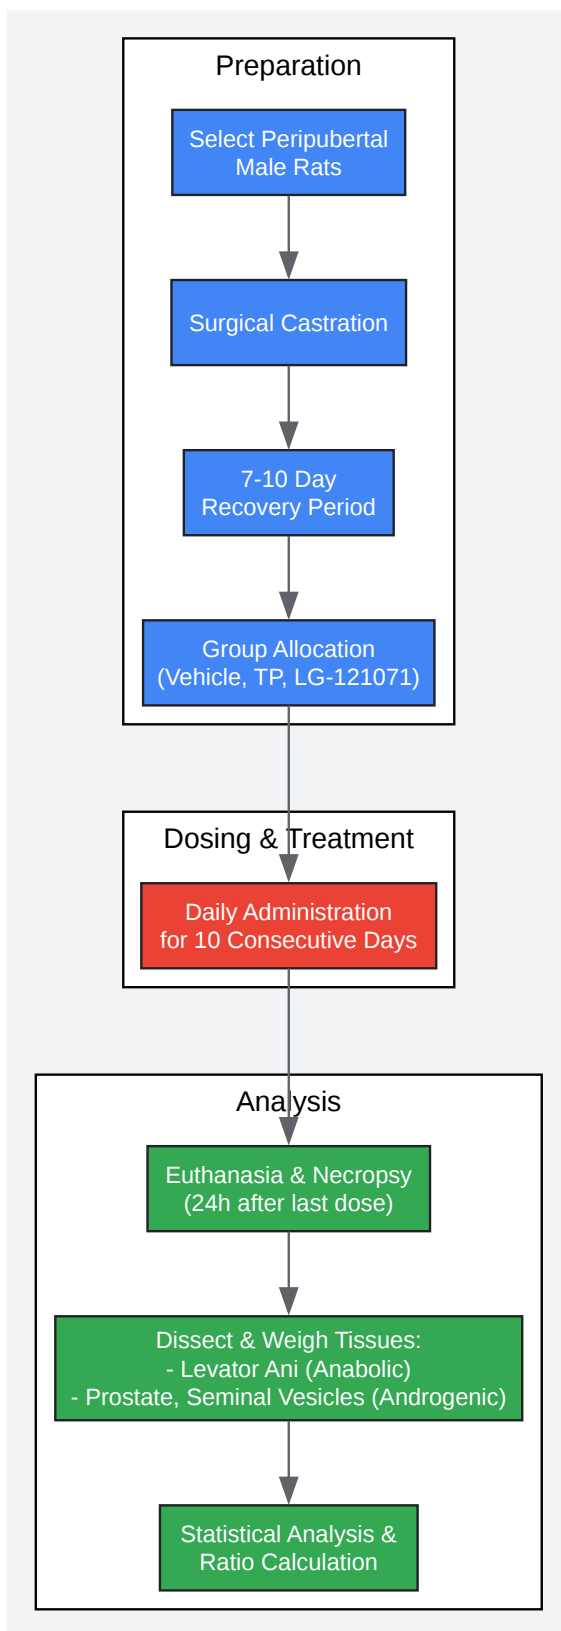 Preparation
Select Peripubertal
Male Rats
Surgical Castration
7-10 Day
Recovery Period
Group Allocation
(Vehicle, TP, LG-121071)
Dosing & Treatment
Daily Administration
for 10 Consecutive Days
Analysis
Euthanasia & Necropsy
(24h after last dose)
Dissect & Weigh Tissues:
- Levator Ani (Anabolic)
- Prostate, Seminal Vesicles (Androgenic)
Statistical Analysis &
Ratio Calculation